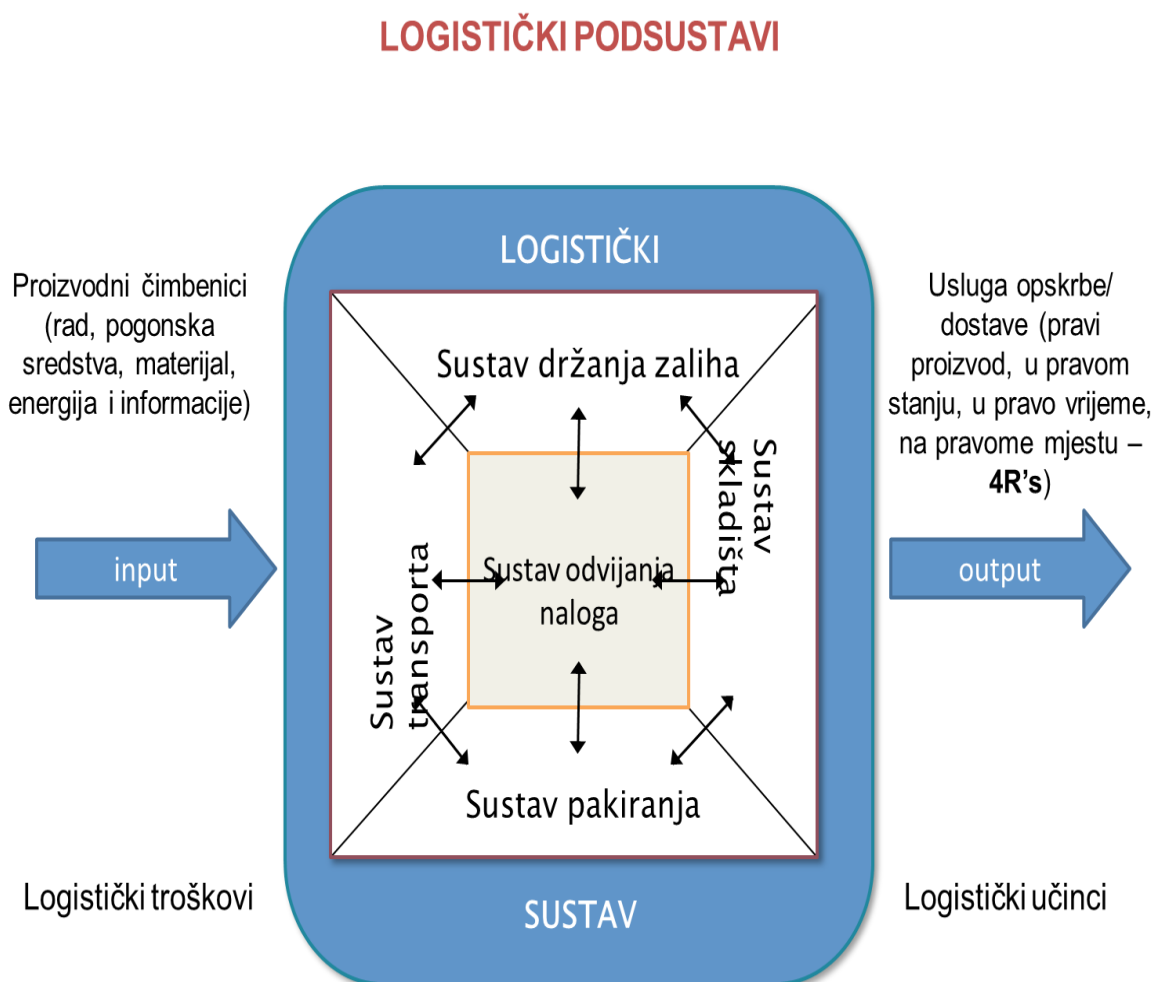 LOGISTIČKI PODSUSTAVI
LOGISTIČKI
Proizvodni čimbenici
(rad, pogonska
sredstva, materijal,
energija i informacije)
input
Logistički troškovi
Sustav držanja zaliha
Sustav
transporta
Sustav odvijanja
naloga
Sustav
skladišta
Sustav pakiranja
SUSTAV
Usluga opskrbe/
dostave (pravi
proizvod, u pravom
stanju, u pravo vrijeme,
na pravome mjestu –
4R's)
output
Logistički učinci